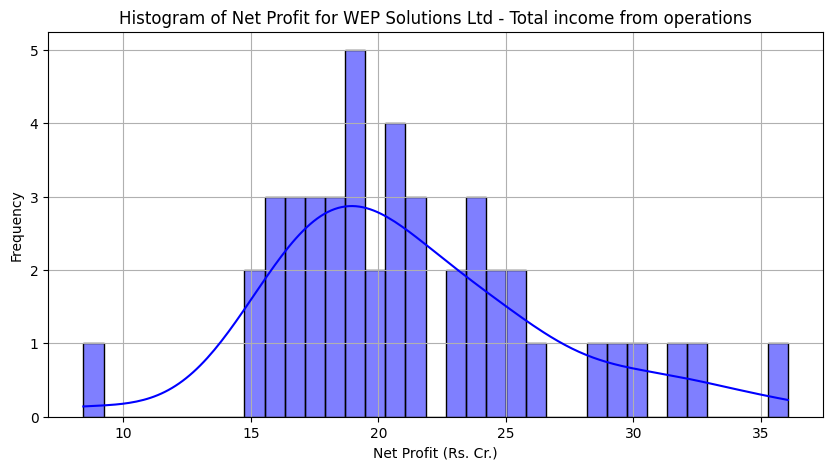 Histogram of Net Profit for WEP Solutions Ltd - Total income from operations
5
4
3
2
1
0
Frequency
10 15 20 25 30 35
Net Profit (Rs. Cr.)